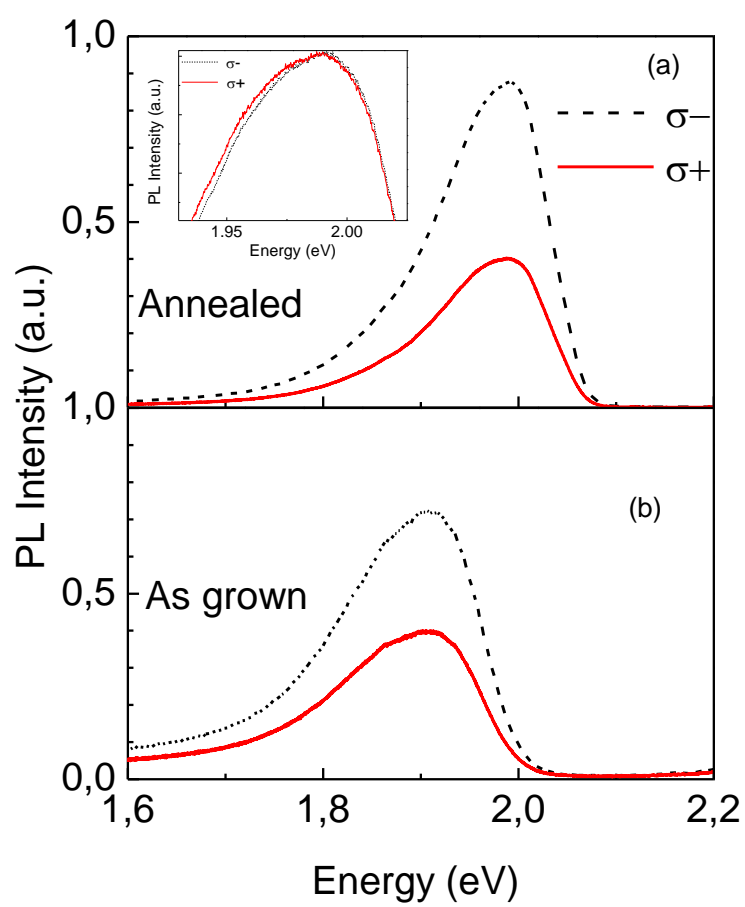 1,0
σ-
σ+
PL Intensity (a.u.)
1.95
2.00
Energy (eV)
(a)
σ−
σ+
0,5
Annealed
1,0
PL Intensity (a.u.)
(b)
0,5
As grown
0,0
1,6
1,8
2,0
2,2
Energy (eV)